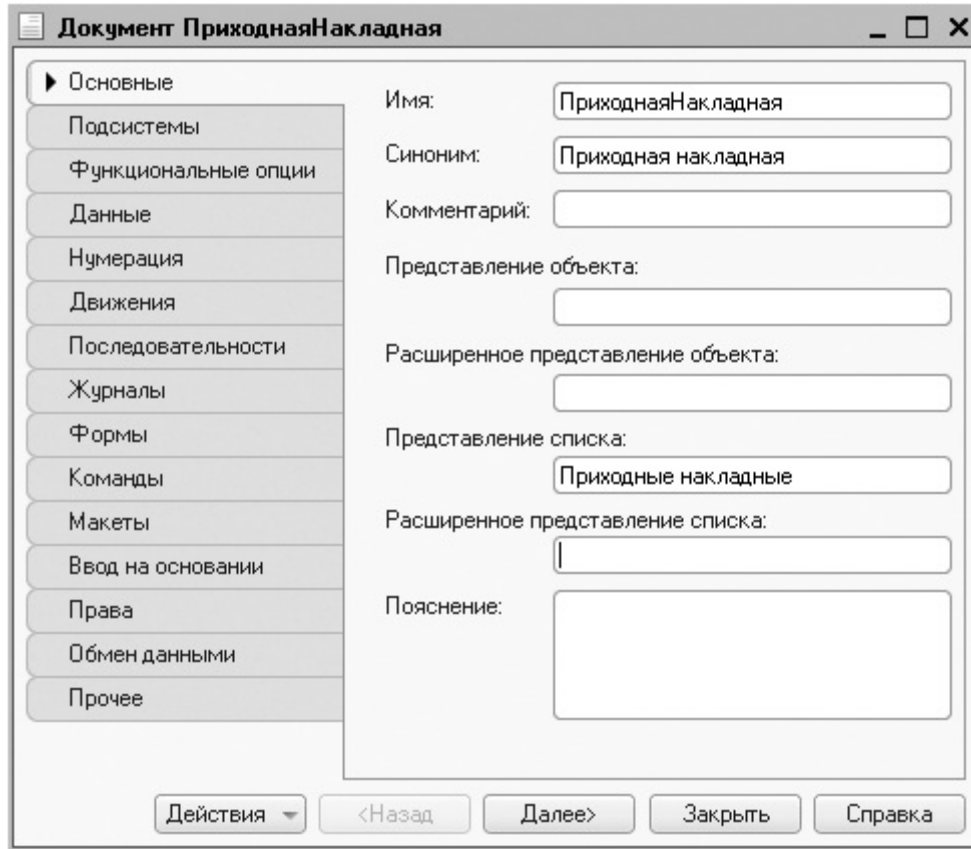 Документ ПриходнаяНакладная
Основные
Подсистемы
Функциональные опции
Данные
Нумерация
Движения
Последовательности
Журналы
Формы
Команды
Макеты
Ввод на основании
Права
Обмен данными
Прочее
Имя: ПриходнаяНакладная
Синоним: Приходная накладная
Комментарий:
Представление объекта:
Расширенное представление объекта:
Представление списка:
Приходные накладные
Расширенное представление списка:
Пояснение:
Действия <Назад Далее> Закрыть Справка